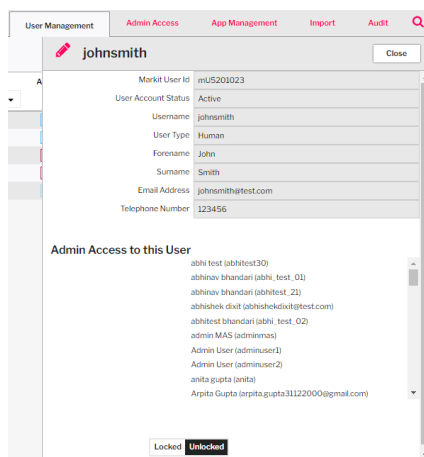 User Management Admin Access App Management Import Audit
johnsmith Close
A
Markit User Id mU5201023
User Account Status Active
Username johnsmith
User Type Human
Forename John
Surname Smith
Email Address johnsmith@test.com
Telephone Number 123456
Admin Access to this User
abhi test (abhitest30)
abhinav bhandari (abhi_test_01)
abhinav bhandari (abhitest_21)
abhishek dixit (abhishekdixit@test.com)
abhitest bhandari (abhi_test_02)
admin MAS (adminmas)
Admin User (adminuser1)
Admin User (adminuser2)
anita gupta (anita)
Arpita Gupta (arpita.gupta31122000@gmail.com)
Locked Unlocked